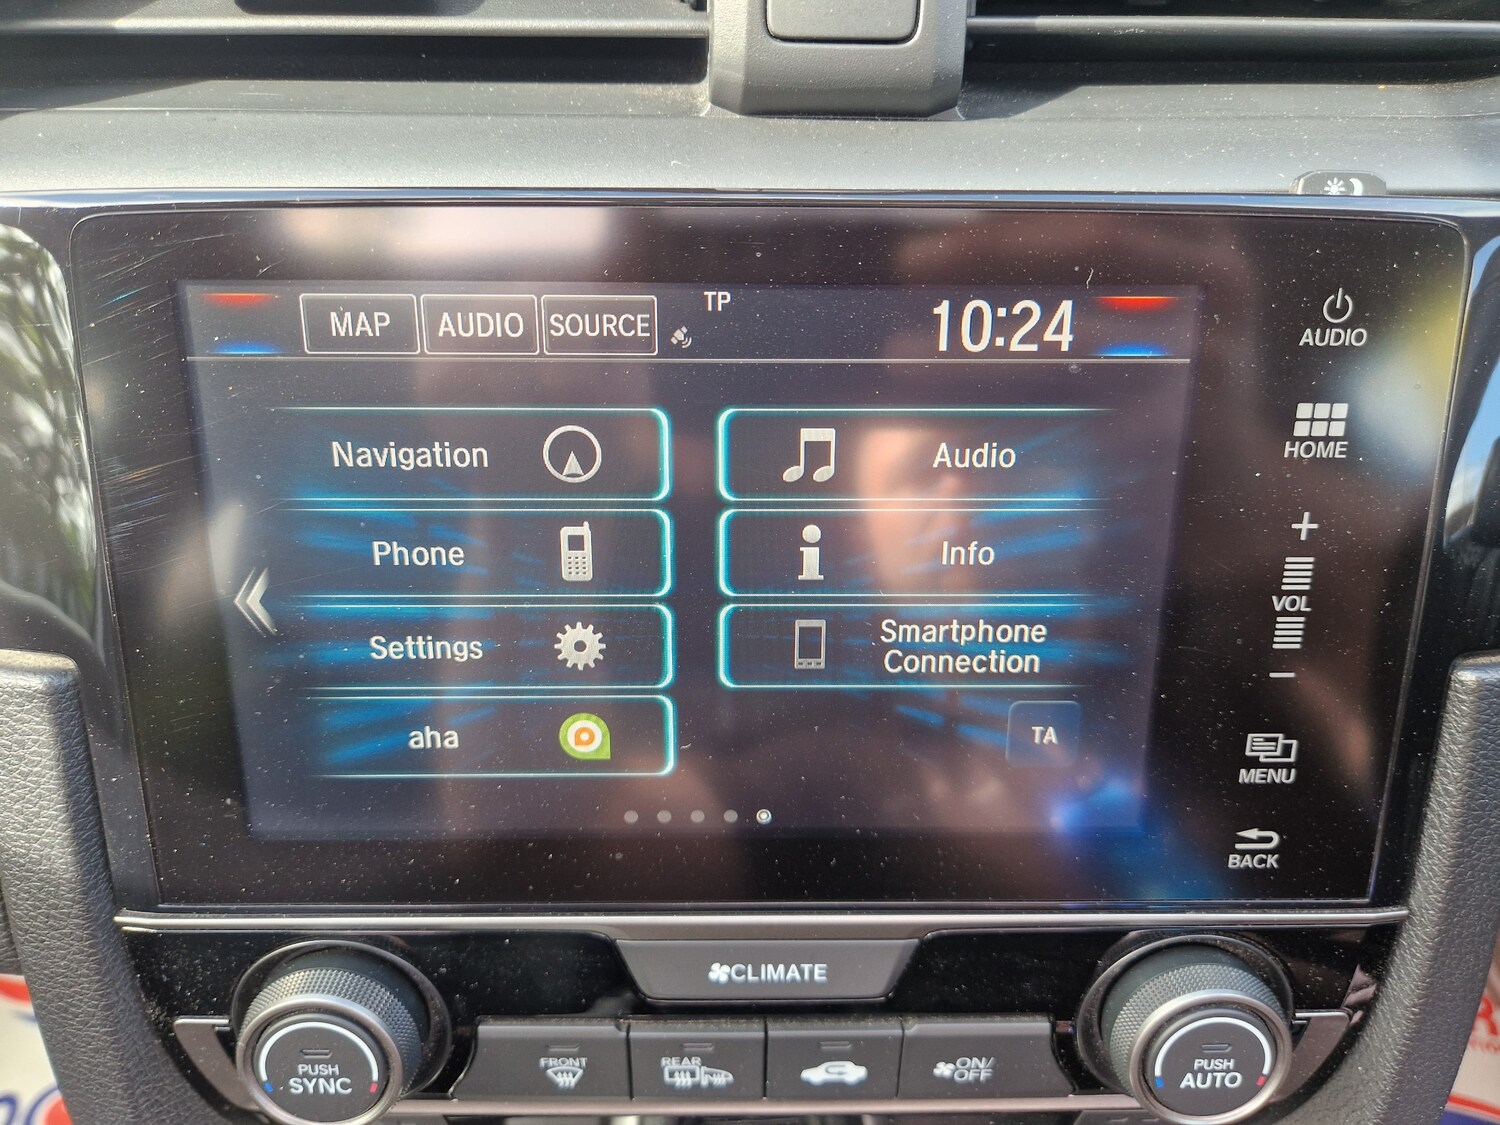 MAP AUDIO SOURCE TP 10:24
AUDIO
Navigation Audio
HOME
Phone Info
+
VOL
-
Settings Smartphone
Connection
aha TA
MENU
BACK
CLIMATE
PUSH
SYNC
FRONT
REAR
ON/
OFF
PUSH
AUTO